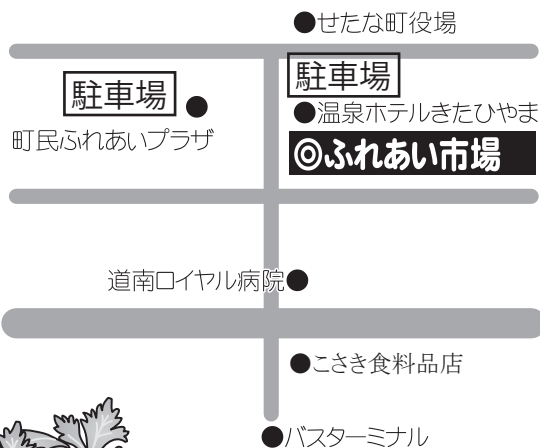 ●せたな町役場
駐車場
駐車場
●温泉ホテルきたひやま
町民ふれあいプラザ
◎ふれあい市場
道南ロイヤル病院●
●こさき食料品店
●バスターミナル